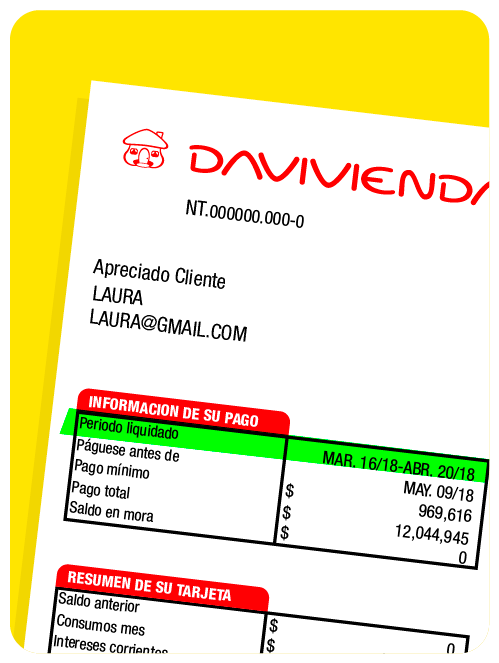 DAVIVIENDA
NT.000000.000-0
Apreciado Cliente
LAURA
LAURA@GMAIL.COM
INFORMACION DE SU PAGO
Periodo liquidado MAR. 16/18-ABR. 20/18
Páguese antes de MAY. 09/18
Pago mínimo $ 969,616
Pago total $ 12,044,945
Saldo en mora $ 0
RESUMEN DE SU TARJETA
Saldo anterior $ 0
Consumos mes $
Intereses corrientes